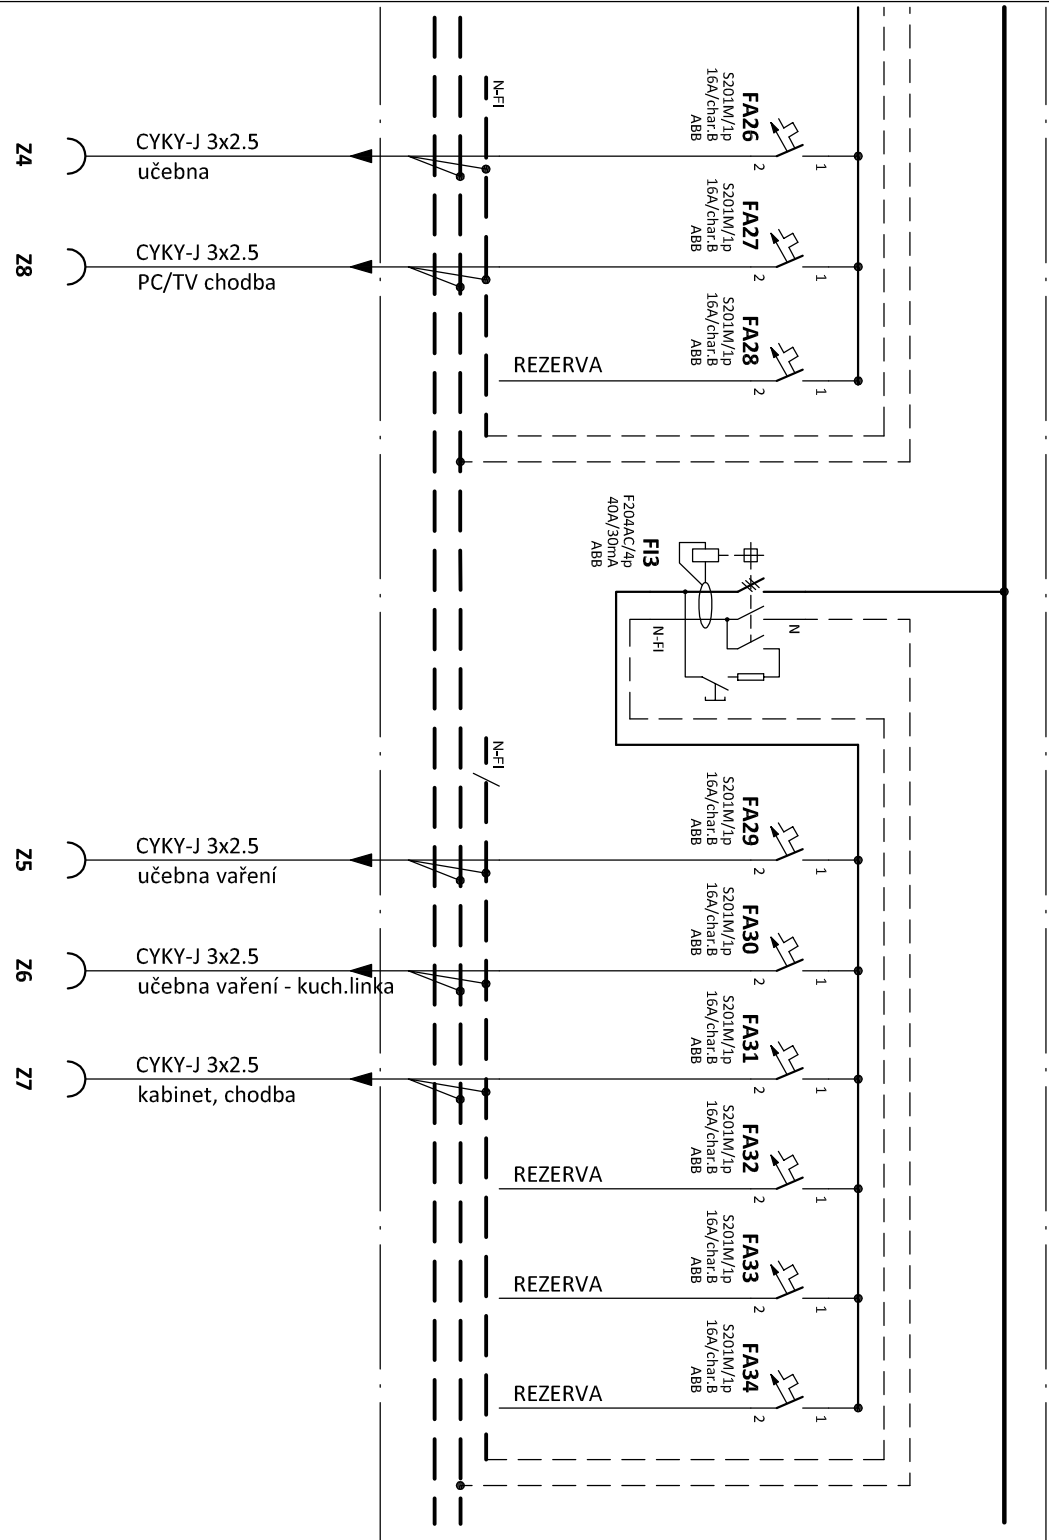 N-FI
FA26
S201M/1p
16A/char.B
ABB
1
2
CYKY-J 3x2.5
učebna
Z4
FA27
S201M/1p
16A/char.B
ABB
1
2
CYKY-J 3x2.5
PC/TV chodba
Z8
FA28
S201M/1p
16A/char.B
ABB
1
2
REZERVA
FI3
F204AC/4p
40A/30mA
ABB
N
N-FI
N-FI
FA29
S201M/1p
16A/char.B
ABB
1
2
CYKY-J 3x2.5
učebna vaření
Z5
FA30
S201M/1p
16A/char.B
ABB
1
2
CYKY-J 3x2.5
učebna vaření - kuch.linka
Z6
FA31
S201M/1p
16A/char.B
ABB
1
2
CYKY-J 3x2.5
kabinet, chodba
Z7
FA32
S201M/1p
16A/char.B
ABB
1
2
REZERVA
FA33
S201M/1p
16A/char.B
ABB
1
2
REZERVA
FA34
S201M/1p
16A/char.B
ABB
1
2
REZERVA